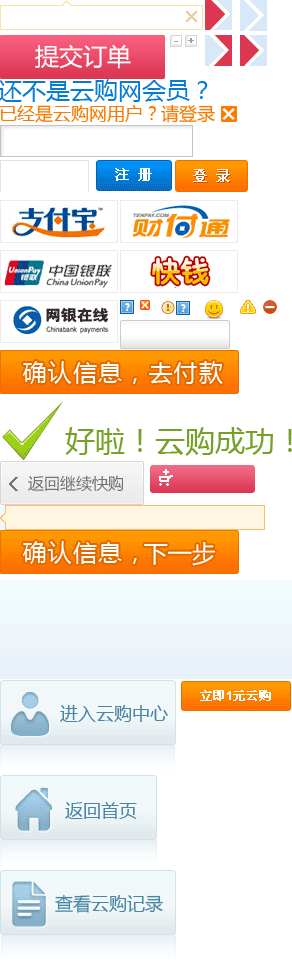 提交订单
还不是云购网会员？
已经是云购网用户？请登录
注 册
登 录
支付宝™
TENPAY.COM
财付通
UnionPay
银联
中国银联
China UnionPay
快钱
网银在线
Chinabank payments
确认信息，去付款
好啦！云购成功！
返回继续快购
确认信息，下一步
立即1元云购
进入云购中心
返回首页
查看云购记录